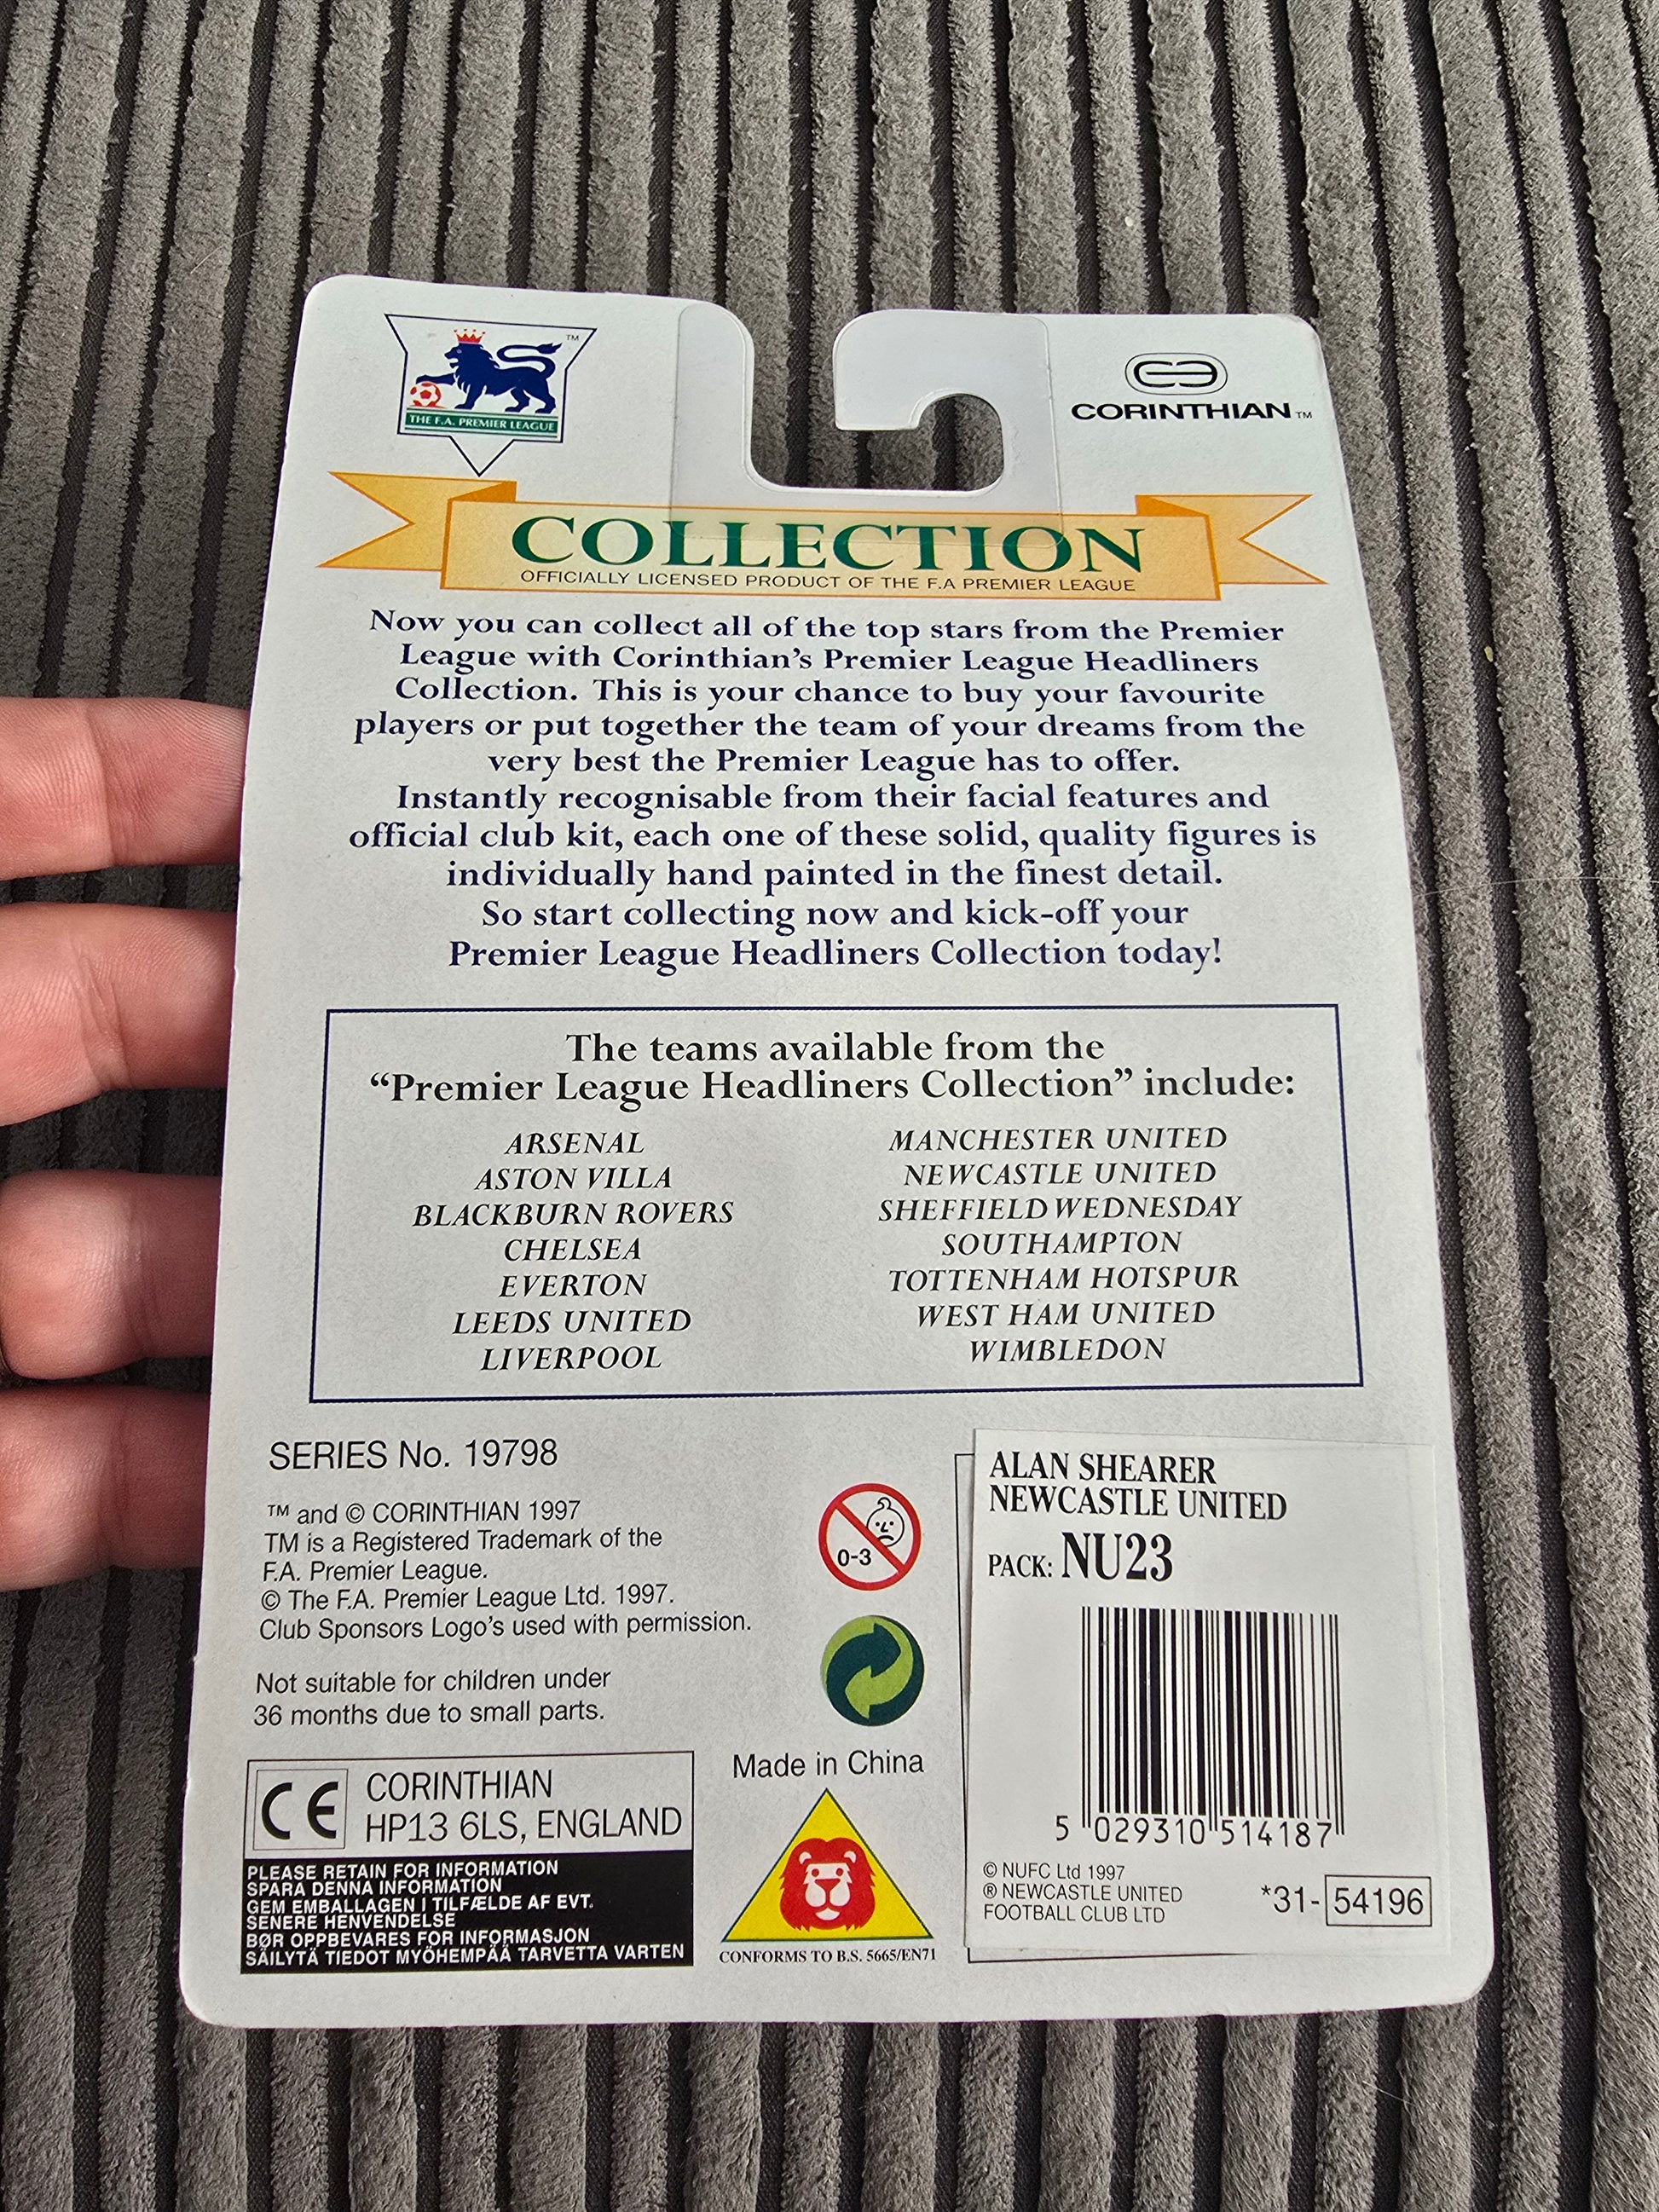 THE F.A. PREMIER LEAGUE
TM
CORINTHIAN TM
COLLECTION
OFFICIALLY LICENSED PRODUCT OF THE F.A PREMIER LEAGUE
Now you can collect all of the top stars from the Premier
League with Corinthian's Premier League Headliners
Collection. This is your chance to buy your favourite
players or put together the team of your dreams from the
very best the Premier League has to offer.
Instantly recognisable from their facial features and
official club kit, each one of these solid, quality figures is
individually hand painted in the finest detail.
So start collecting now and kick-off your
Premier League Headliners Collection today!
The teams available from the
“Premier League Headliners Collection” include:
ARSENAL
ASTON VILLA
BLACKBURN ROVERS
CHELSEA
EVERTON
LEEDS UNITED
LIVERPOOL
MANCHESTER UNITED
NEWCASTLE UNITED
SHEFFIELD WEDNESDAY
SOUTHAMPTON
TOTTENHAM HOTSPUR
WEST HAM UNITED
WIMBLEDON
SERIES No. 19798
™ and © CORINTHIAN 1997
TM is a Registered Trademark of the
F.A. Premier League.
© The F.A. Premier League Ltd. 1997.
Club Sponsors Logo's used with permission.
Not suitable for children under
36 months due to small parts.
CE
CORINTHIAN
HP13 6LS, ENGLAND
PLEASE RETAIN FOR INFORMATION
SPARA DENNA INFORMATION
GEM EMBALLAGEN I TILFÆLDE AF EVT.
SENERE HENVENDELSE
BØR OPPBEVARES FOR INFORMASJON
SÄILYTÄ TIEDOT MYÖHEMPÄÄ TARVETTA VARTEN
0-3
Made in China
CONFORMS TO B.S. 5665/EN71
ALAN SHEARER
NEWCASTLE UNITED
PACK: NU23
5 029310 514187
© NUFC Ltd 1997
® NEWCASTLE UNITED
FOOTBALL CLUB LTD
*31-54196